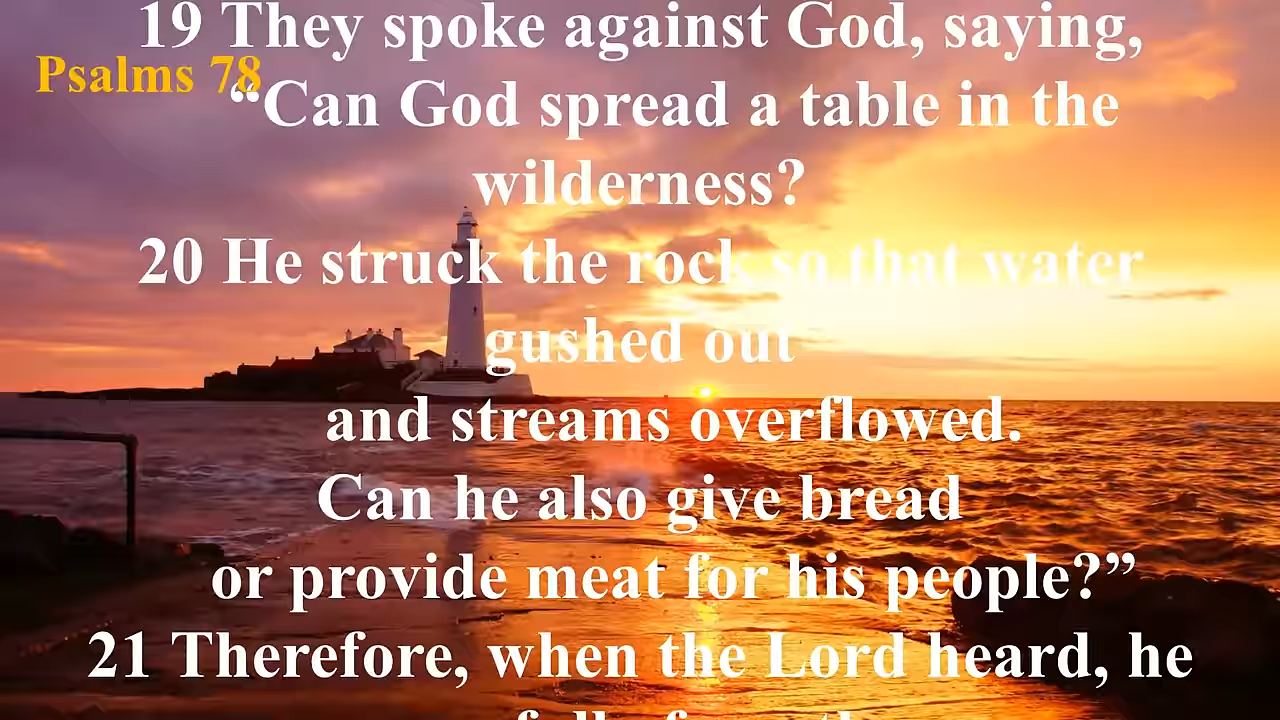 19 They spoke against God, saying,
Psalms 78
“Can God spread a table in the
wilderness?
20 He struck the rock so that water
gushed out
and streams overflowed.
Can he also give bread
or provide meat for his people?”
21 Therefore, when the Lord heard, he